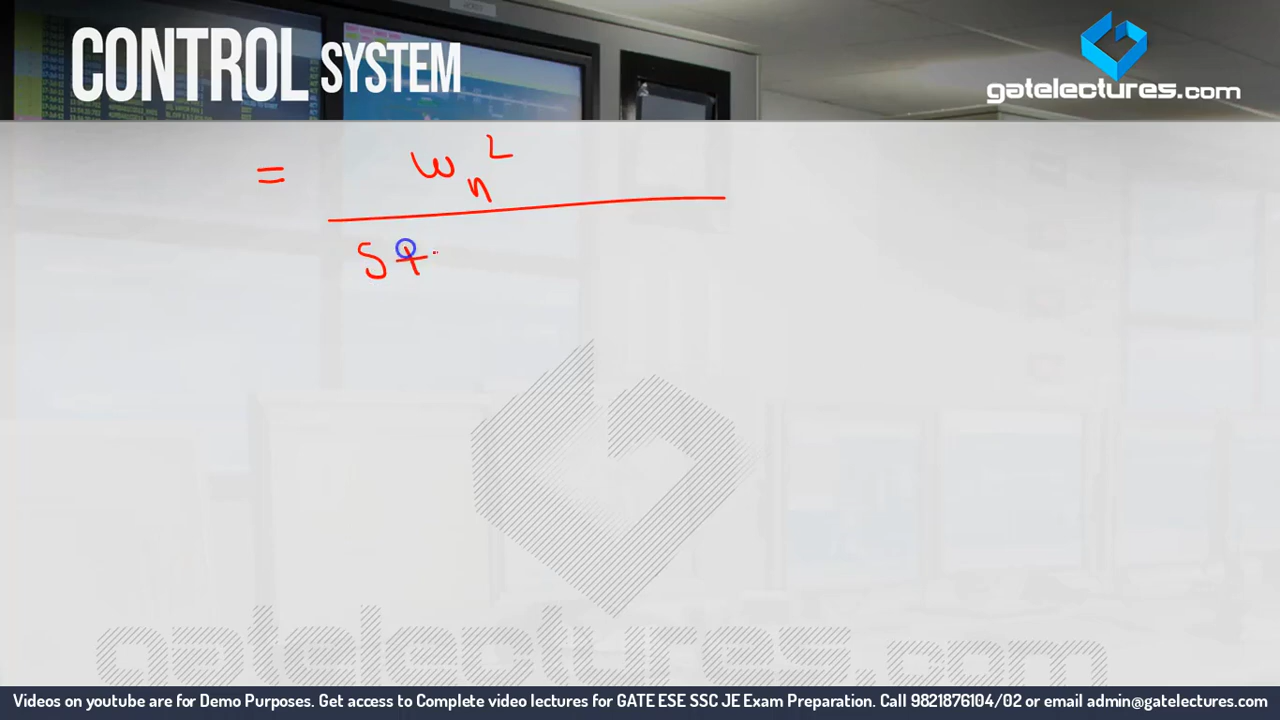 CONTROL SYSTEM
gatelectures.com
= ωn²
S+
gatelectures.com
Videos on youtube are for Demo Purposes. Get access to Complete video lectures for GATE ESE SSC JE Exam Preparation. Call 9821876104/02 or email admin@gatelectures.com